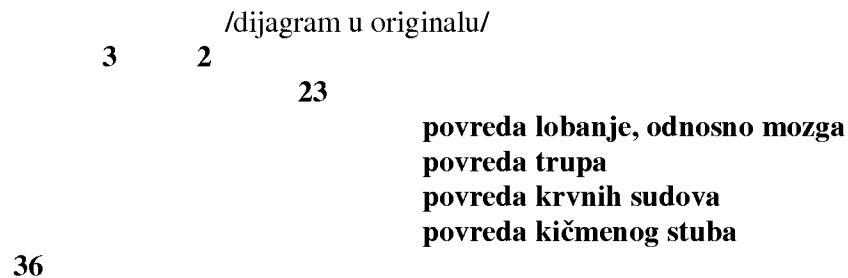 /dijagram u originalu/
3 2
23
povreda lobanje, odnosno mozga
povreda trupa
povreda krvnih sudova
povreda kičmenog stuba
36